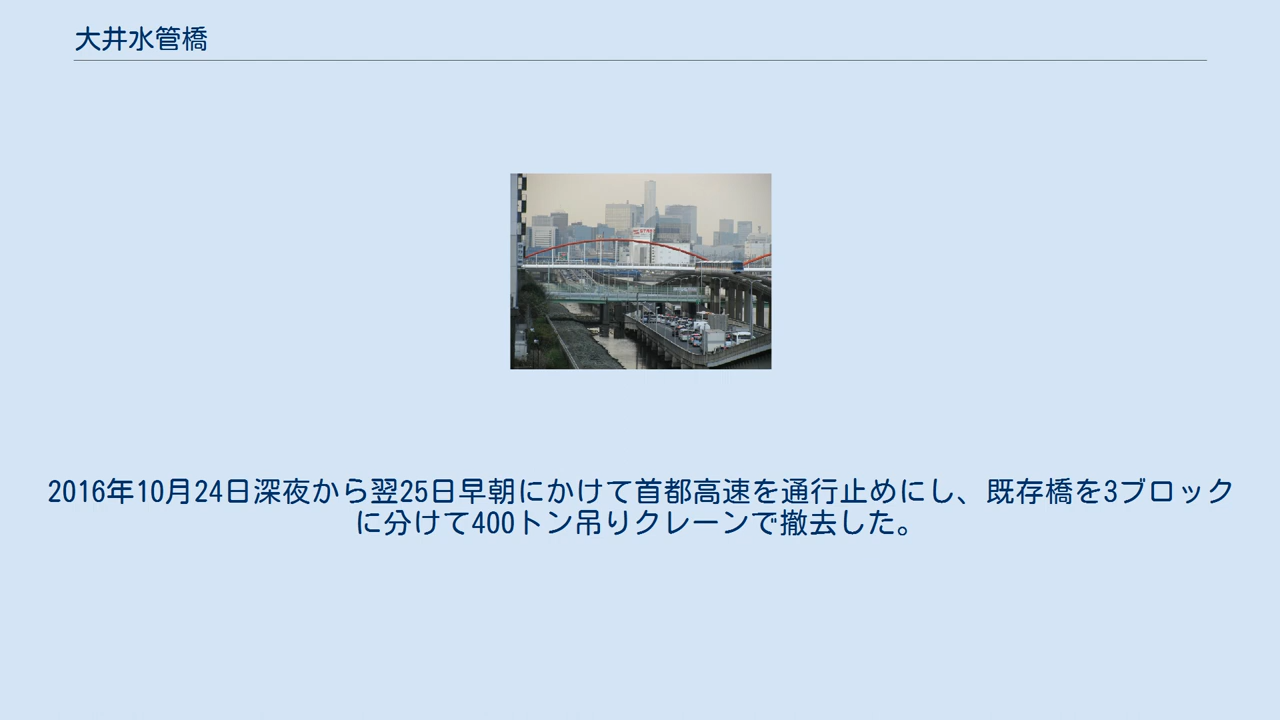 大井水管橋
2016年10月24日深夜から翌25日早朝にかけて首都高速を通行止めにし、既存橋を3ブロック
に分けて400トン吊りクレーンで撤去した。